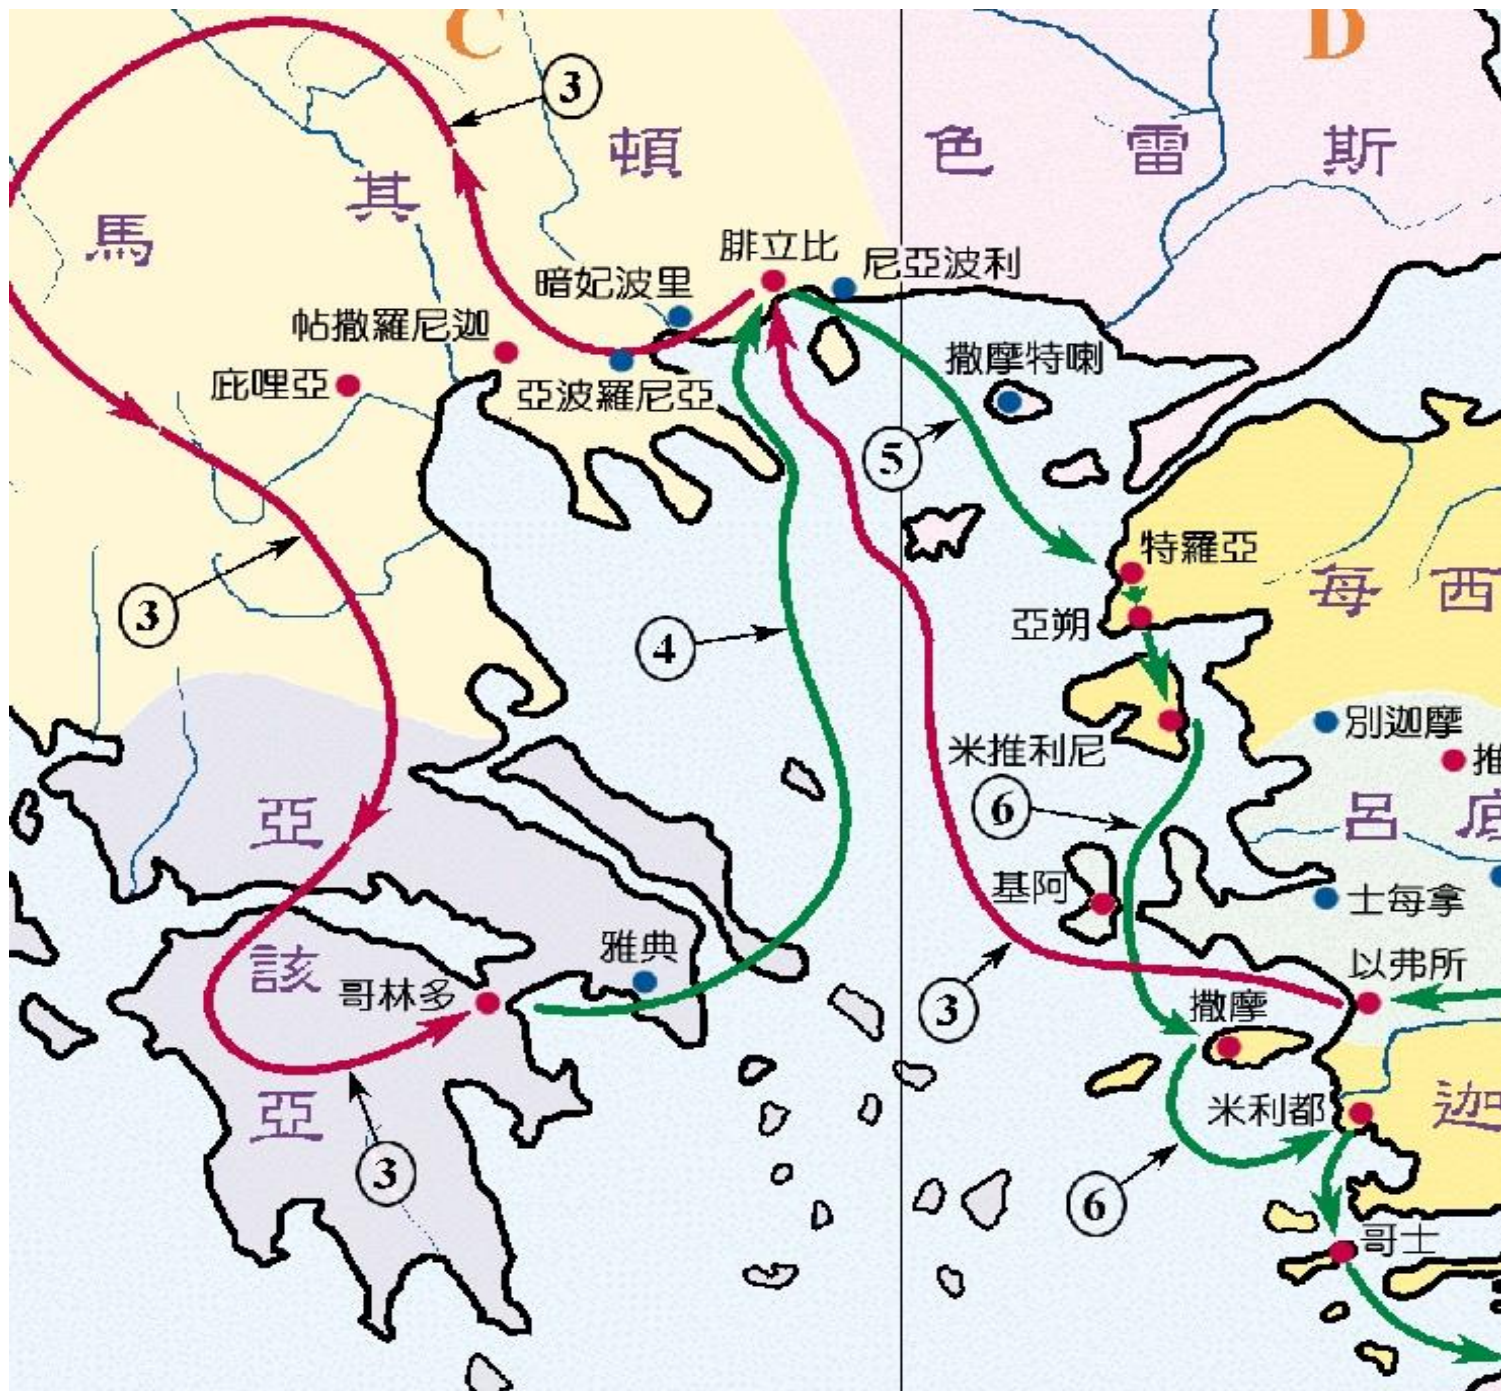 C
D
3
頓
色 雷 斯
其
馬
腓立比
尼亞波利
暗妃波里
帖撒羅尼迦
撒摩特喇
庇哩亞
亞波羅尼亞
5
特羅亞
每 西
3
亞朔
4
別迦摩
米推利尼
推
6
亞
呂 底
基阿
士每拿
雅典
以弗所
該
哥林多
3
撒摩
亞
米利都
迦
3
6
哥士